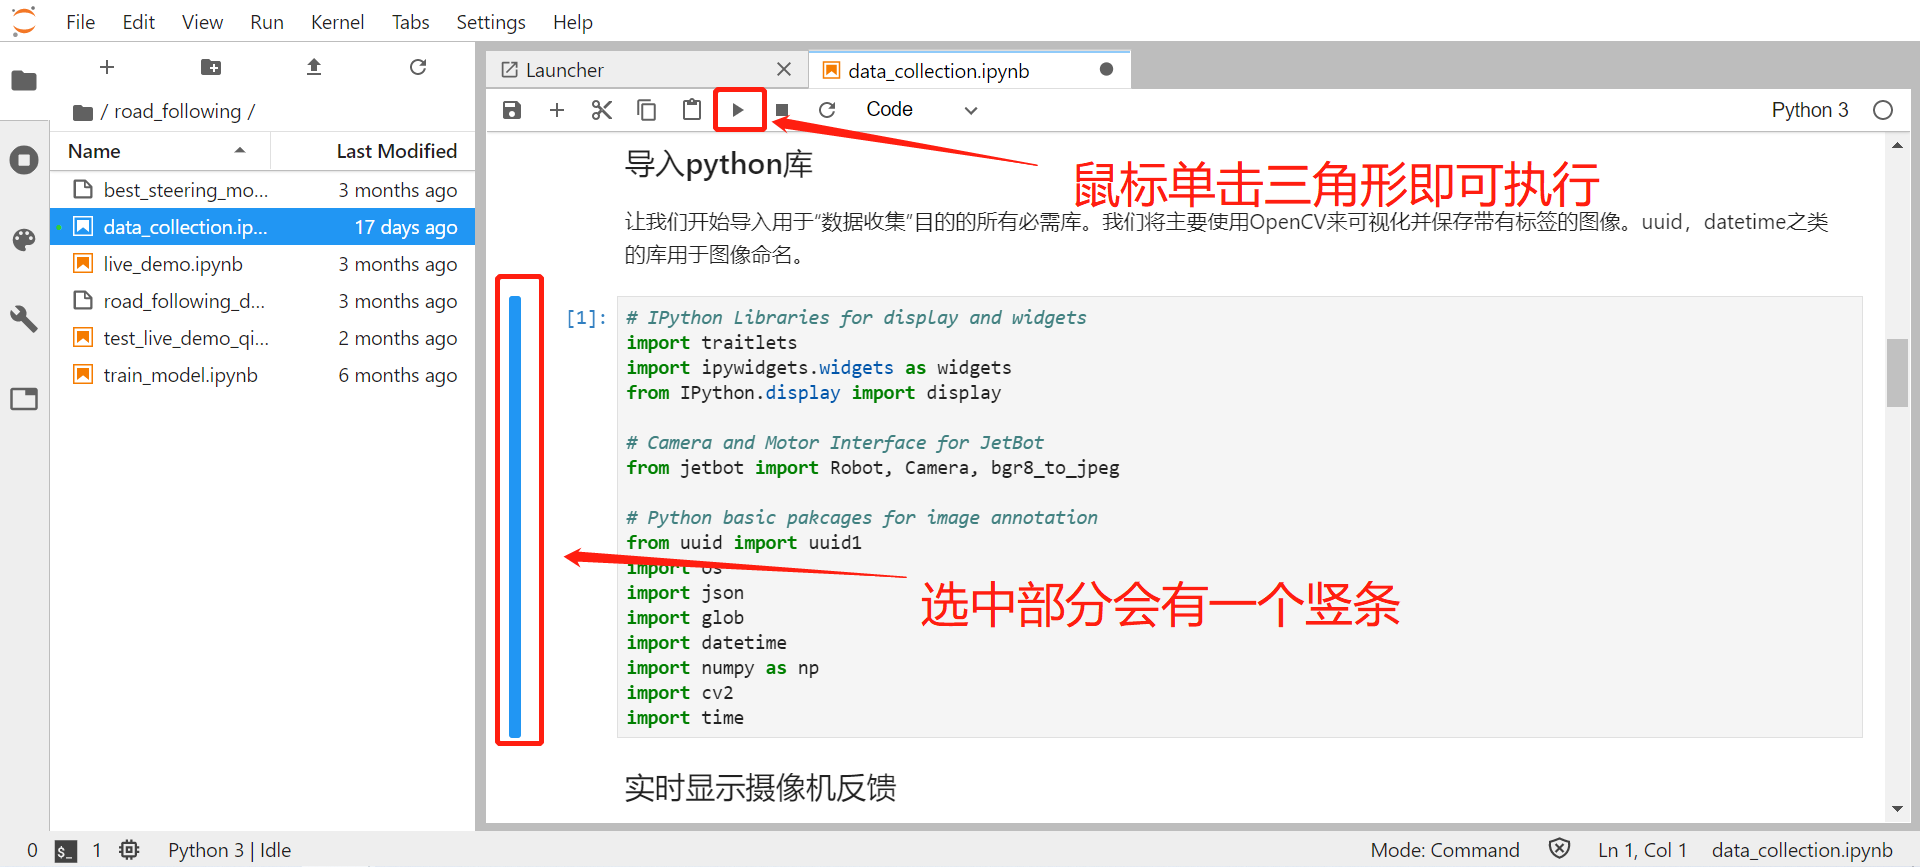 File Edit View Run Kernel Tabs Settings Help
/ road_following /
Name Last Modified
best_steering_mo... 3 months ago
data_collection.ip... 17 days ago
live_demo.ipynb 3 months ago
road_following_d... 3 months ago
test_live_demo_qi... 2 months ago
train_model.ipynb 6 months ago
Launcher
data_collection.ipynb
Code
Python 3
导入python库
鼠标单击三角形即可执行
让我们开始导入用于“数据收集”目的的所有必需库。我们将主要使用OpenCV来可视化并保存带有标签的图像。uuid，datetime之类
的库用于图像命名。
[1]:
# IPython Libraries for display and widgets
import traitlets
import ipywidgets.widgets as widgets
from IPython.display import display
# Camera and Motor Interface for JetBot
from jetbot import Robot, Camera, bgr8_to_jpeg
# Python basic pakcages for image annotation
from uuid import uuid1
import os
import json
import glob
import datetime
import numpy as np
import cv2
import time
选中部分会有一个竖条
实时显示摄像机反馈
0 $_ 1 Python 3 | Idle
Mode: Command Ln 1, Col 1 data_collection.ipynb